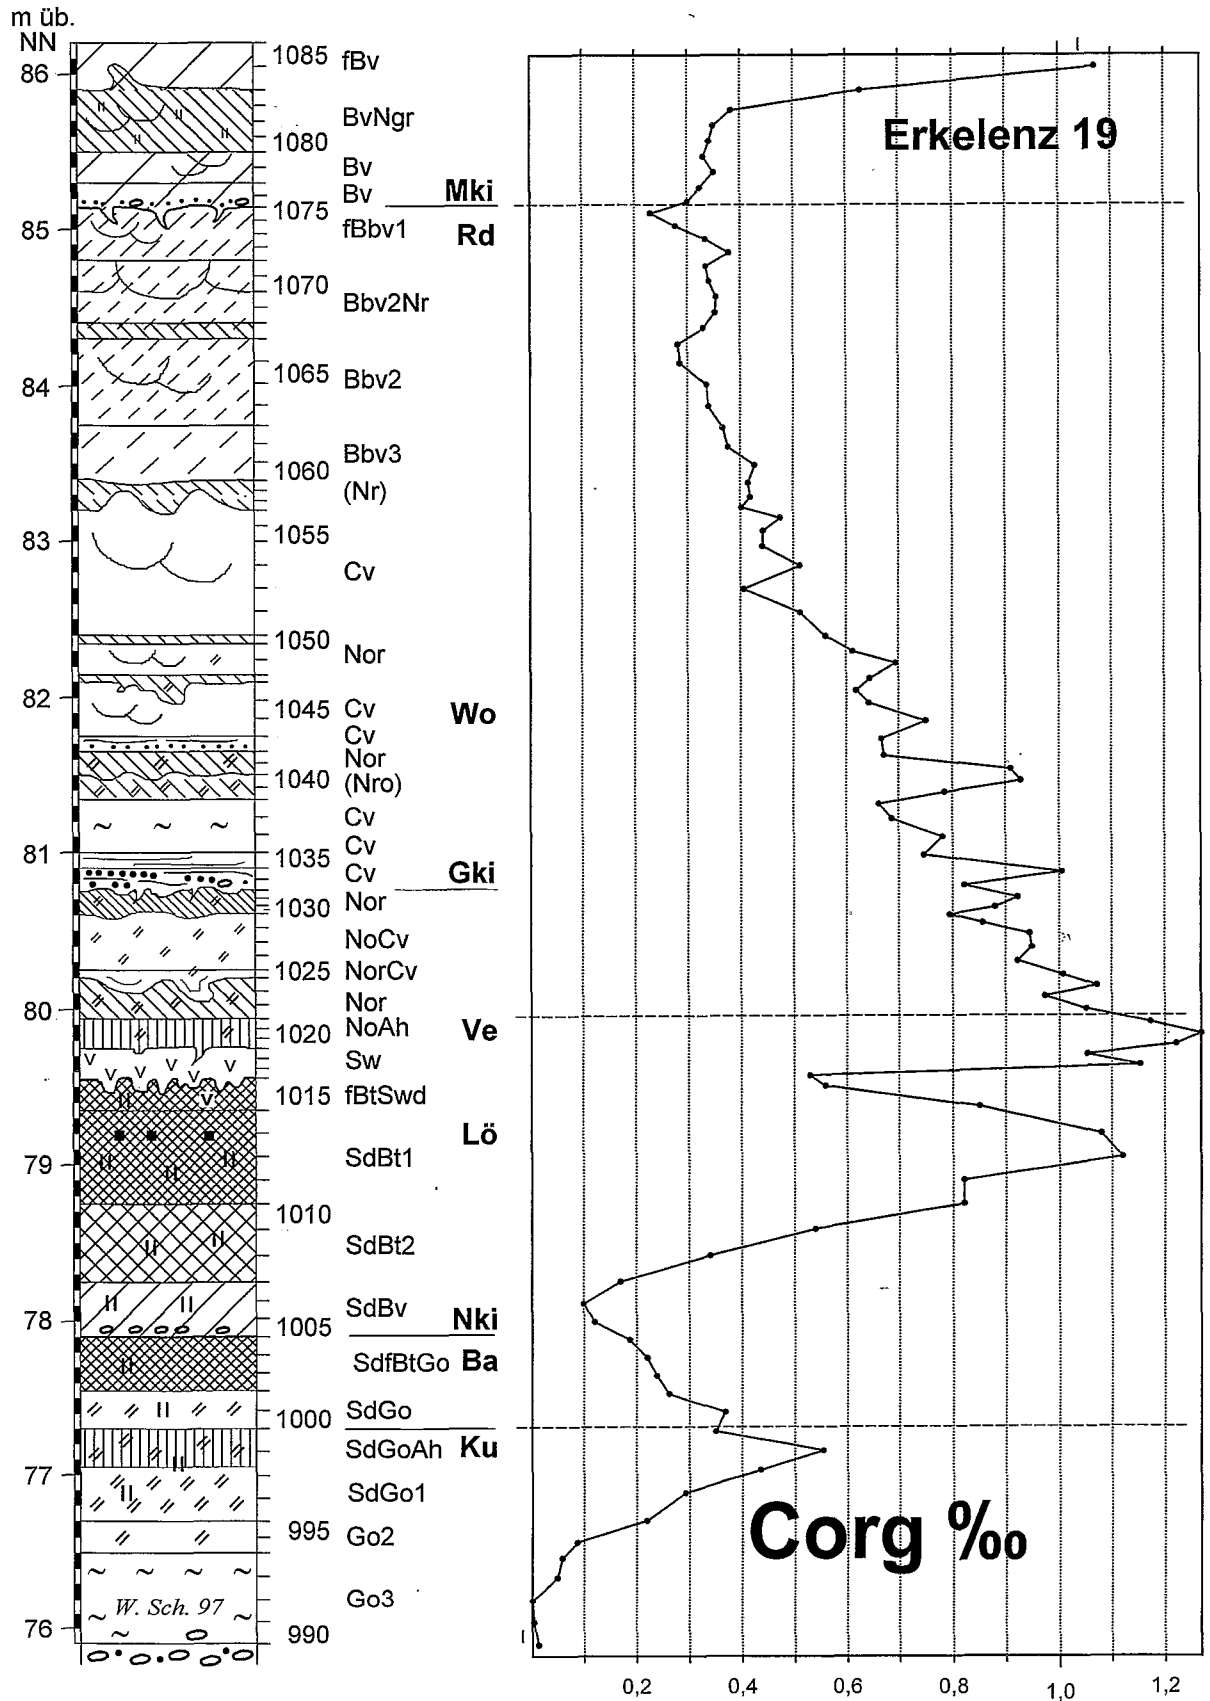 m üb.
NN
86
1085 fBv
BvNgr
Erkelenz 19
1080
Bv
Bv Mki
1075
85
fBbv1 Rd
1070
Bbv2Nr
1065
84
Bbv2
Bbv3
1060
(Nr)
1055
83
Cv
1050
Nor
82
1045 Cv Wo
Cv
Nor
1040
(Nro)
Cv
Cv
81
1035
Cv Gki
Nor
1030
NoCv
1025 NorCv
Nor
80
1020 NoAh Ve
Sw
1015 fBtSwd
Lö
79
SdBt1
1010
SdBt2
SdBv
78
1005 Nki
SdfBtGo Ba
1000 SdGo
SdGoAh Ku
77
SdGo1
995
Go2
Corg ‰
W. Sch. 97
Go3
76
990
0,2 0,4 0,6 0,8 1,0 1,2